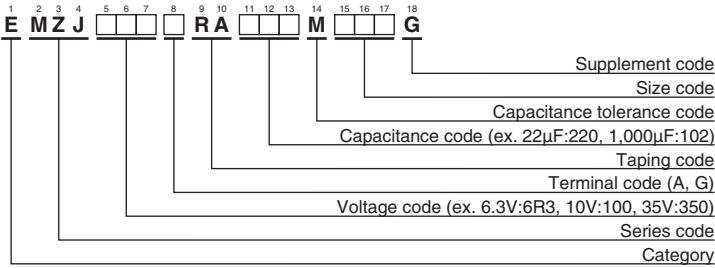 1 2 3 4 5 6 7 8 9 10 11 12 13 14 15 16 17 18
E MZJ □□□ □ RA □□□ M □□□ G
Supplement code
Size code
Capacitance tolerance code
Capacitance code (ex. 22μF:220, 1,000μF:102)
Taping code
Terminal code (A, G)
Voltage code (ex. 6.3V:6R3, 10V:100, 35V:350)
Series code
Category